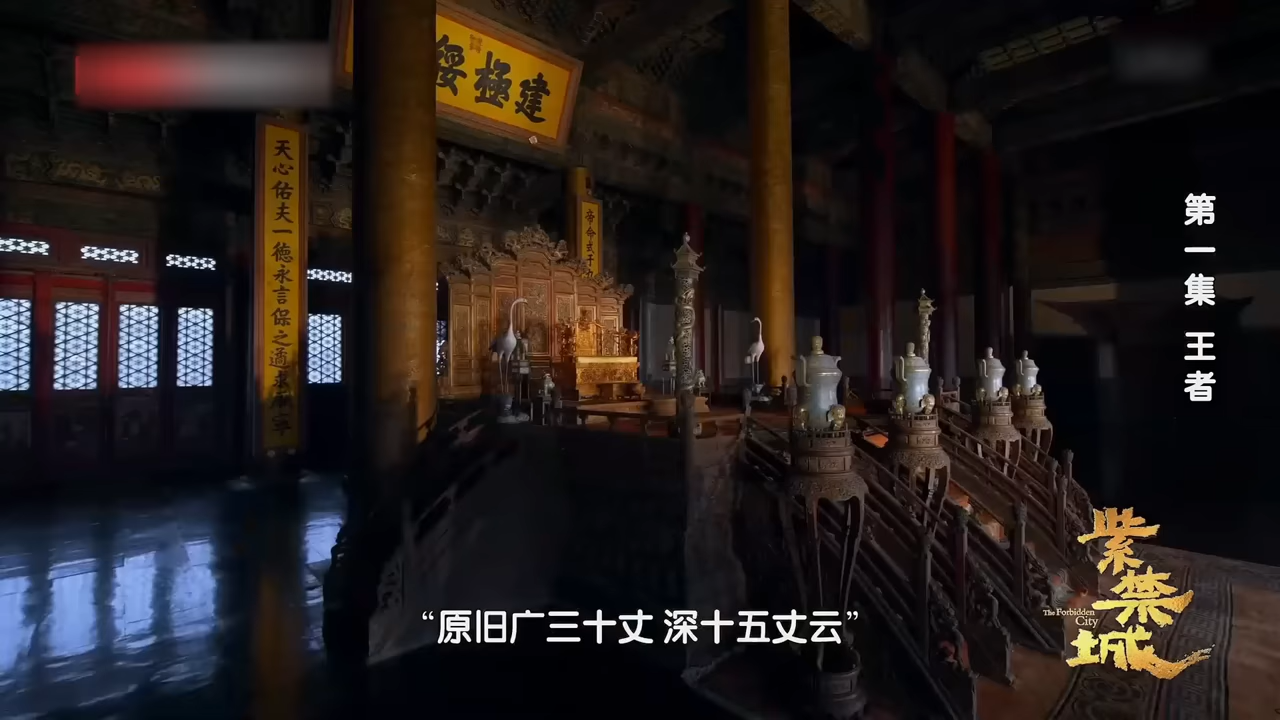 建極綏
天心佑夫一德永言保之遹求厥寧
帝命式于九
第一集 王者
“原旧广三十丈 深十五丈云”
紫禁城
The Forbidden
City